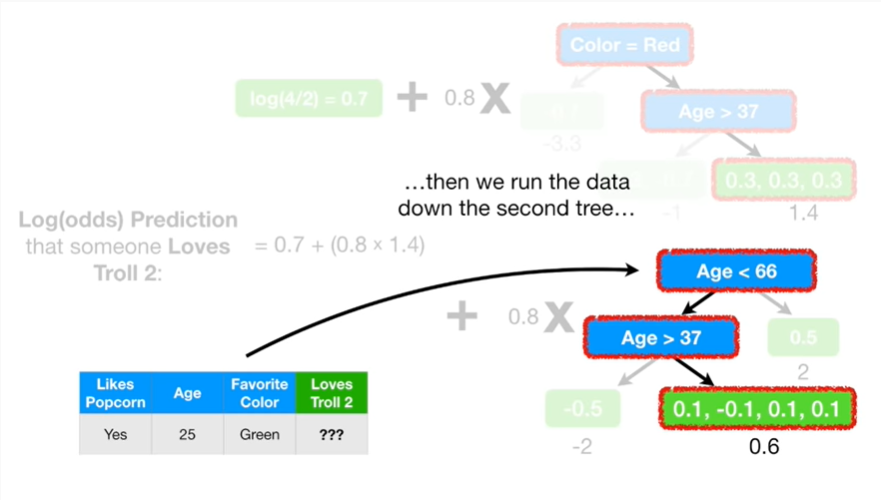 Color = Red
log(4/2) = 0.7 + 0.8 X
Age > 37
-3.3
…then we run the data
down the second tree…
0.3, 0.3, 0.3
-1
1.4
Log(odds) Prediction
that someone Loves
Troll 2:
= 0.7 + (0.8 × 1.4)
Age < 66
+ 0.8 X
Age > 37
0.5
2
Likes Popcorn Age Favorite Color Loves Troll 2
Yes 25 Green ???
-0.5
0.1, -0.1, 0.1, 0.1
-2
0.6